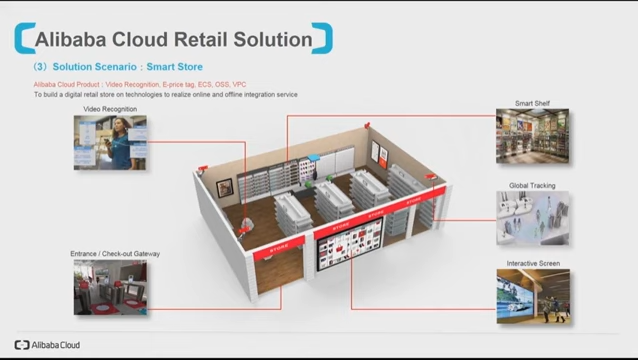 Alibaba Cloud Retail Solution
（3）Solution Scenario：Smart Store
Alibaba Cloud Product：Video Recognition, E-price tag, ECS, OSS, VPC
To build a digital retail store on technologies to realize online and offline integration service
Video Recognition
Smart Shelf
Global Tracking
Entrance / Check-out Gateway
Interactive Screen
STORE
STORE
STORE
STORE
Alibaba Cloud